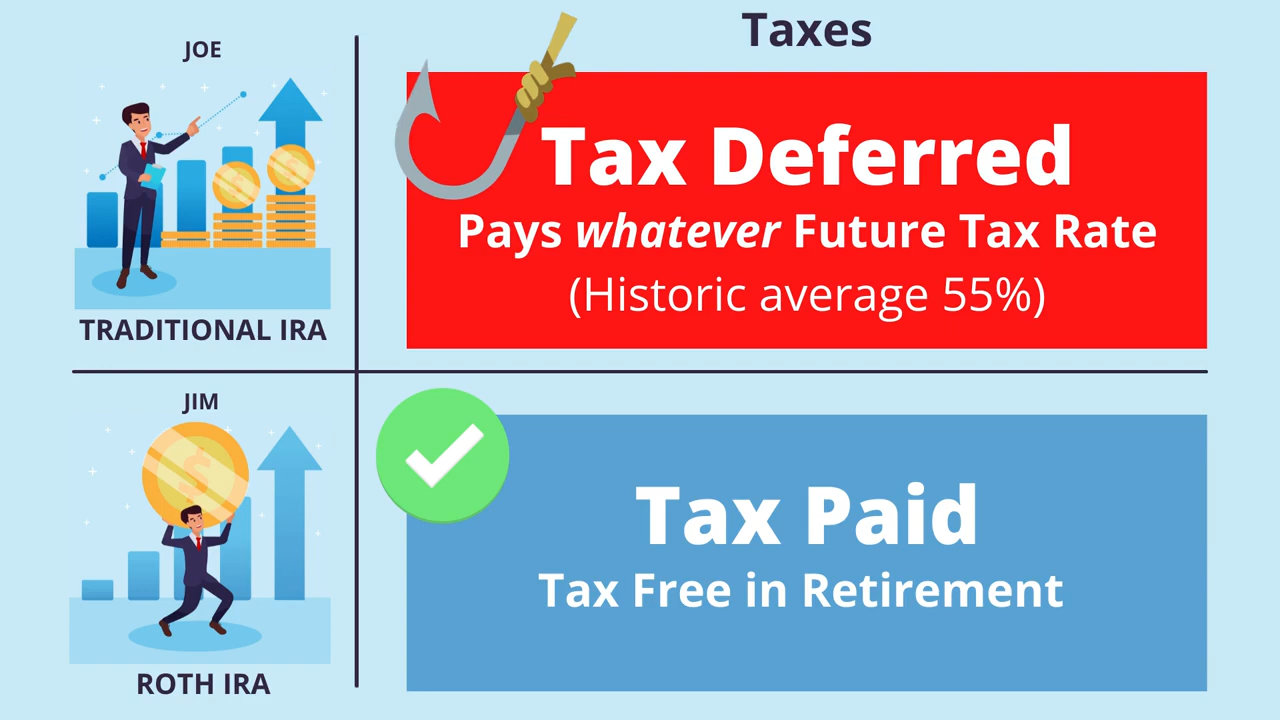 Taxes
JOE
Tax Deferred
Pays whatever Future Tax Rate
(Historic average 55%)
TRADITIONAL IRA
JIM
Tax Paid
Tax Free in Retirement
ROTH IRA